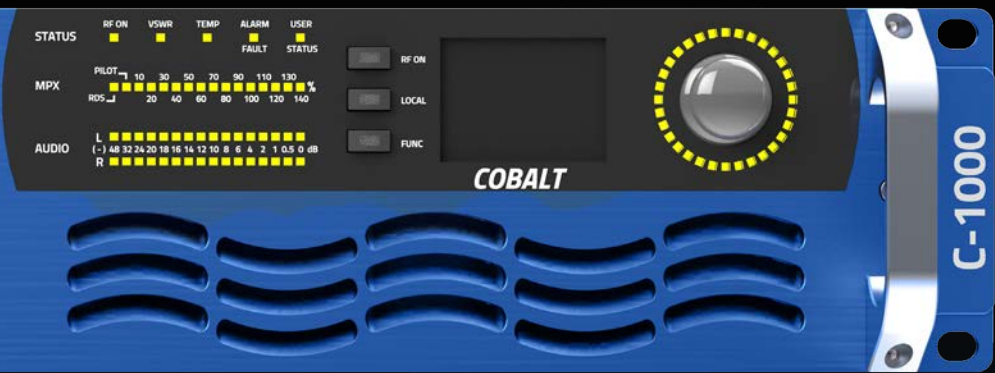 RF ON VSWR TEMP ALARM USER
STATUS
FAULT STATUS
PILOT 10 30 50 70 90 110 130
MPX %
RDS 20 40 60 80 100 120 140
L
AUDIO (-) 48 32 24 20 18 16 14 12 10 8 6 4 2 1 0.5 0 dB
R
RF ON
LOCAL
FUNC
COBALT
C-1000